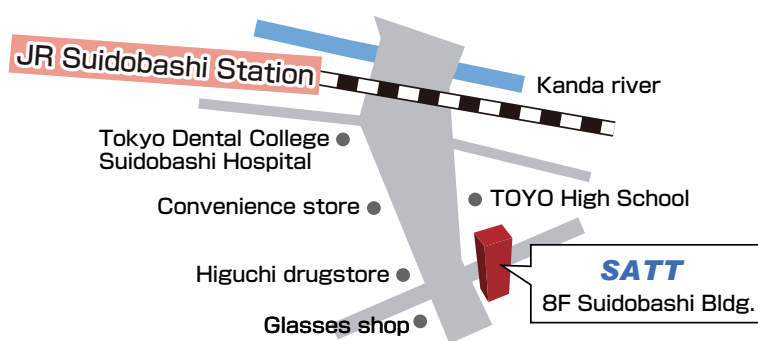 JR Suidobashi Station
Kanda river
Tokyo Dental College
Suidobashi Hospital
TOYO High School
Convenience store
SATT
8F Suidobashi Bldg.
Higuchi drugstore
Glasses shop